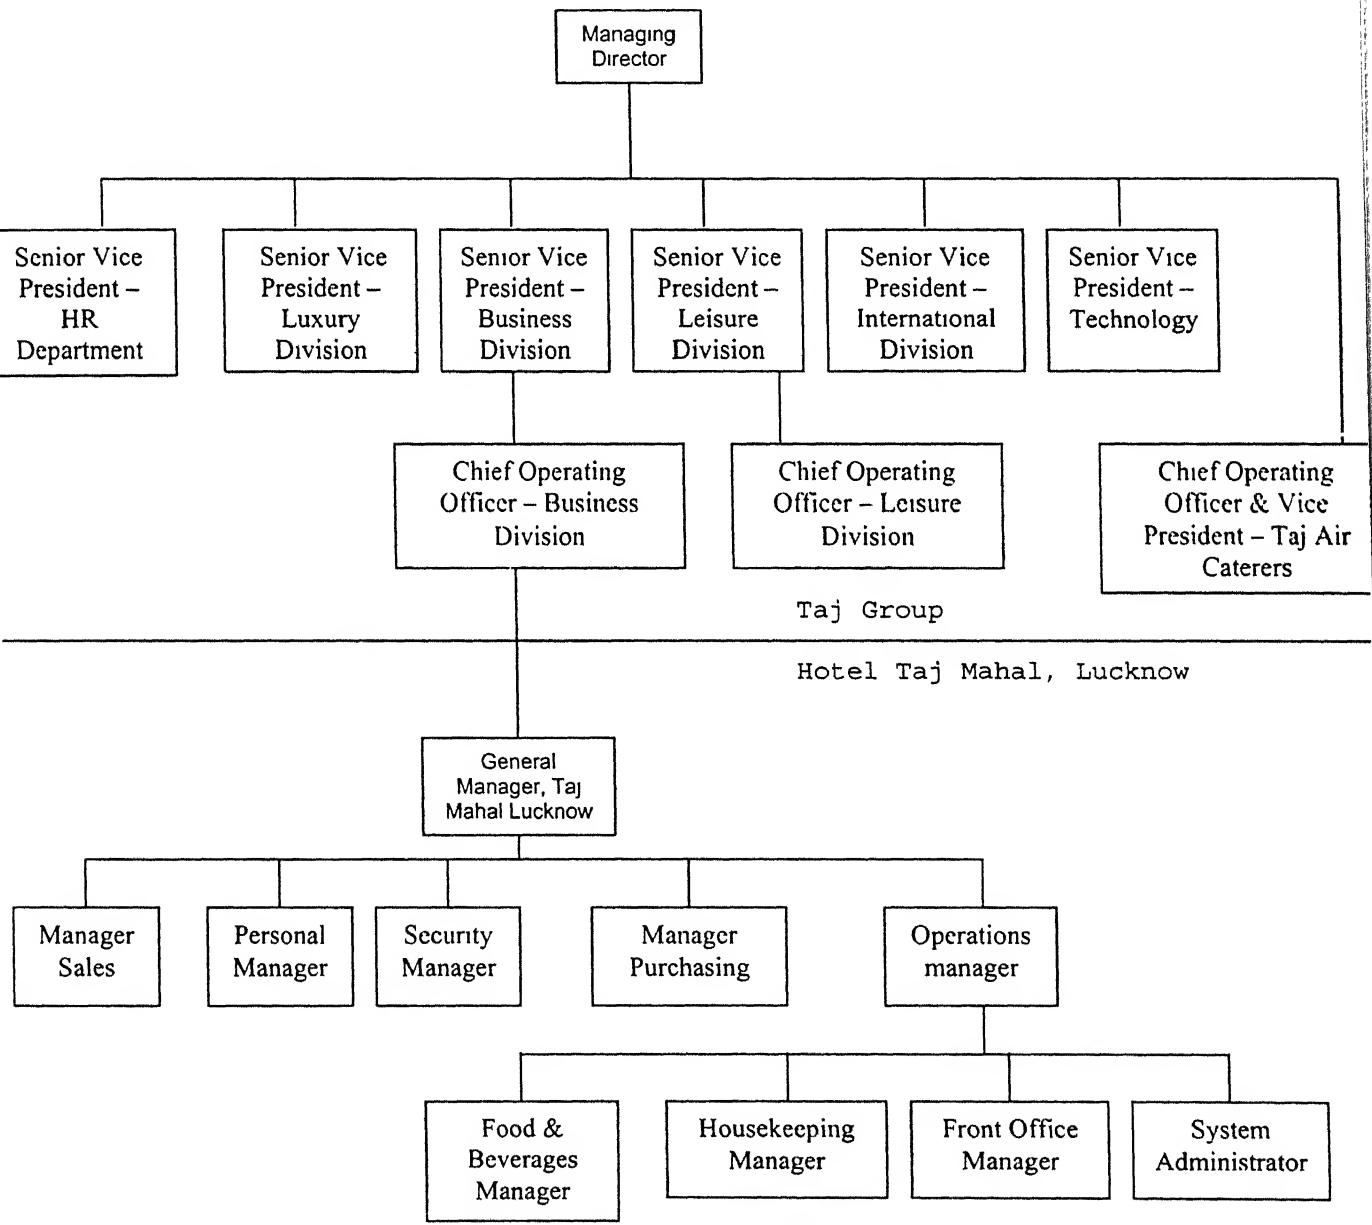 Managing
Director
Senior Vice
President –
HR
Department
Senior Vice
President –
Luxury
Division
Senior Vice
President –
Business
Division
Senior Vice
President –
Leisure
Division
Senior Vice
President –
International
Division
Senior Vice
President –
Technology
Chief Operating
Officer – Business
Division
Chief Operating
Officer – Leisure
Division
Chief Operating
Officer & Vice
President – Taj Air
Caterers
Taj Group
Hotel Taj Mahal, Lucknow
General
Manager, Taj
Mahal Lucknow
Manager
Sales
Personal
Manager
Security
Manager
Manager
Purchasing
Operations
manager
Food &
Beverages
Manager
Housekeeping
Manager
Front Office
Manager
System
Administrator